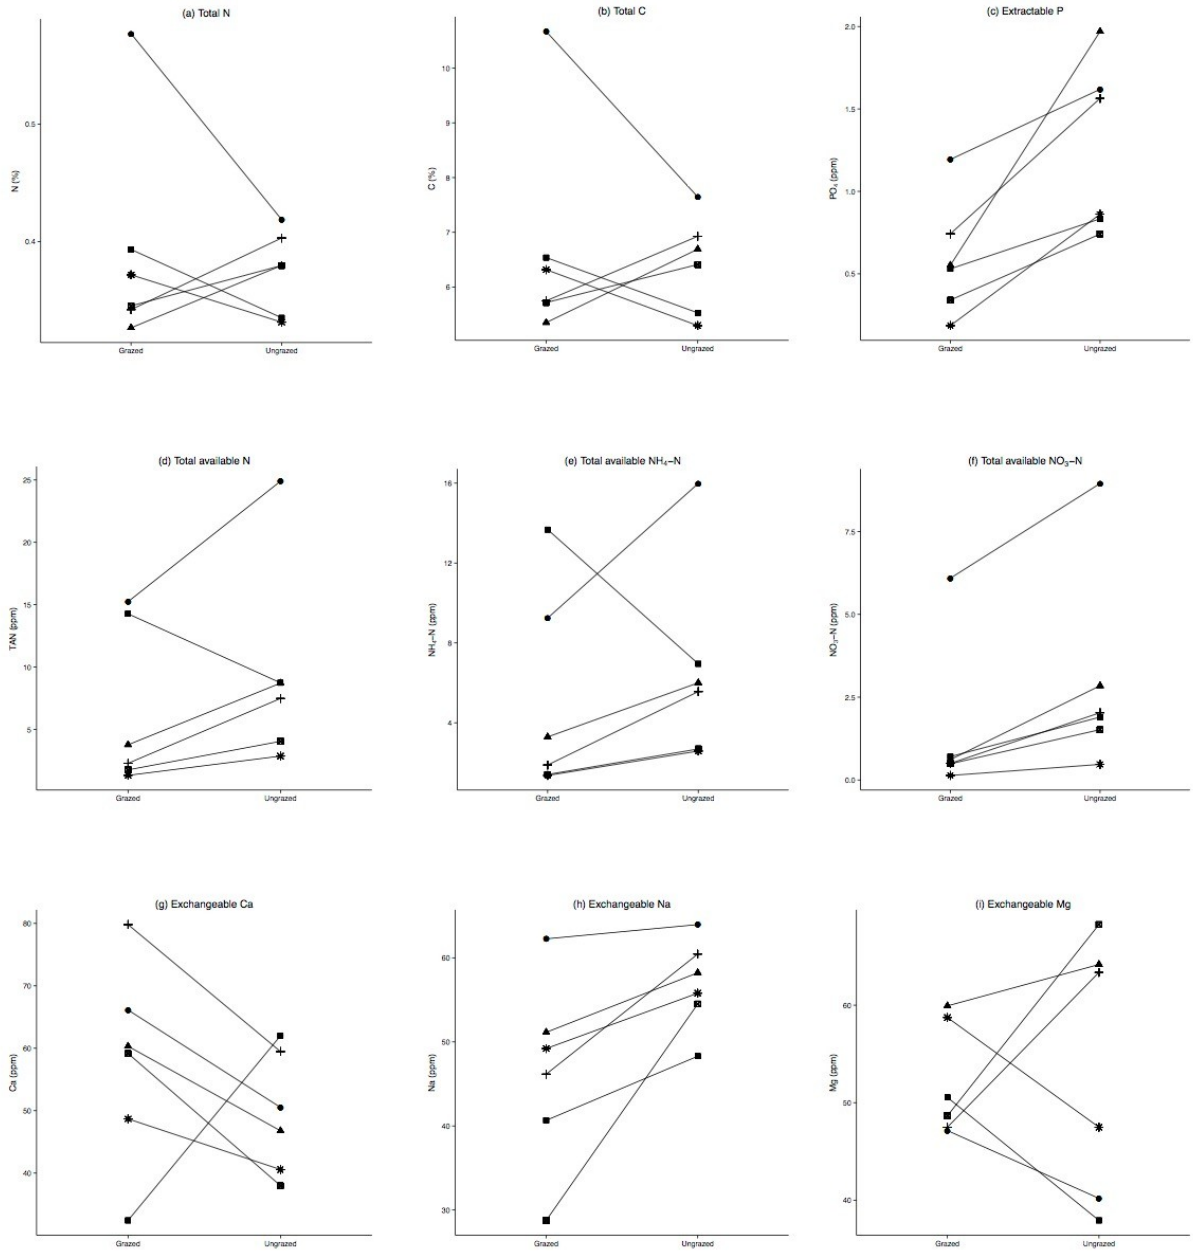 (a) Total N
N (%)
0.5
0.4
Grazed
Ungrazed
(b) Total C
C (%)
10
9
8
7
6
Grazed
Ungrazed
(c) Extractable P
PO₄ (ppm)
2.0
1.5
1.0
0.5
Grazed
Ungrazed
(d) Total available N
TAN (ppm)
25
20
15
10
5
Grazed
Ungrazed
(e) Total available NH₄−N
NH₄−N (ppm)
16
12
8
4
Grazed
Ungrazed
(f) Total available NO₃−N
NO₃−N (ppm)
7.5
5.0
2.5
0.0
Grazed
Ungrazed
(g) Exchangeable Ca
Ca (ppm)
80
70
60
50
40
Grazed
Ungrazed
(h) Exchangeable Na
Na (ppm)
60
50
40
30
Grazed
Ungrazed
(i) Exchangeable Mg
Mg (ppm)
60
50
40
Grazed
Ungrazed